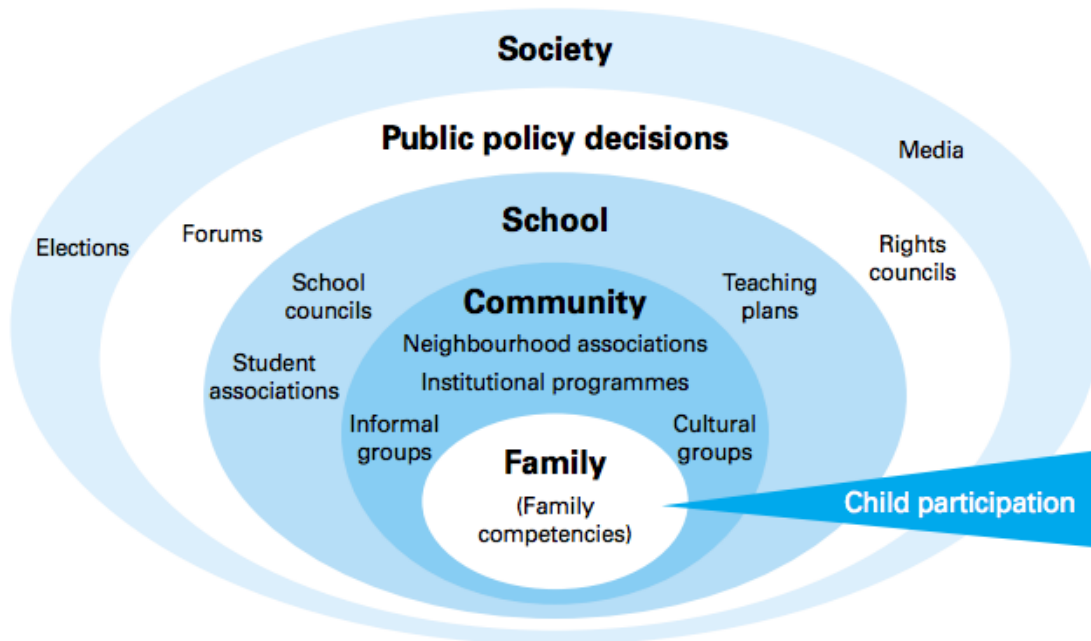 Society
Public policy decisions
Media
School
Elections
Forums
Rights
councils
School
councils
Teaching
plans
Community
Neighbourhood associations
Student
associations
Institutional programmes
Informal
groups
Cultural
groups
Family
(Family
competencies)
Child participation